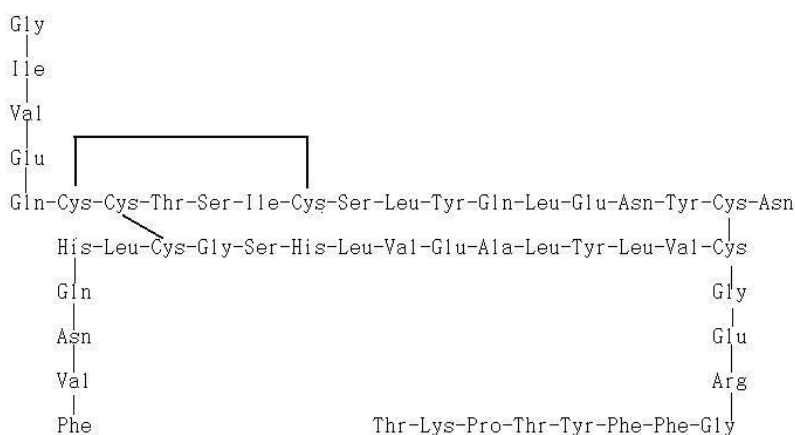 Gly
Ile
Val
Glu
Gln-Cys-Cys-Thr-Ser-Ile-Cys-Ser-Leu-Tyr-Gln-Leu-Glu-Asn-Tyr-Cys-Asn
His-Leu-Cys-Gly-Ser-His-Leu-Val-Glu-Ala-Leu-Tyr-Leu-Val-Cys
Gln Gly
Asn Glu
Val Arg
Phe Thr-Lys-Pro-Thr-Tyr-Phe-Phe-Gly